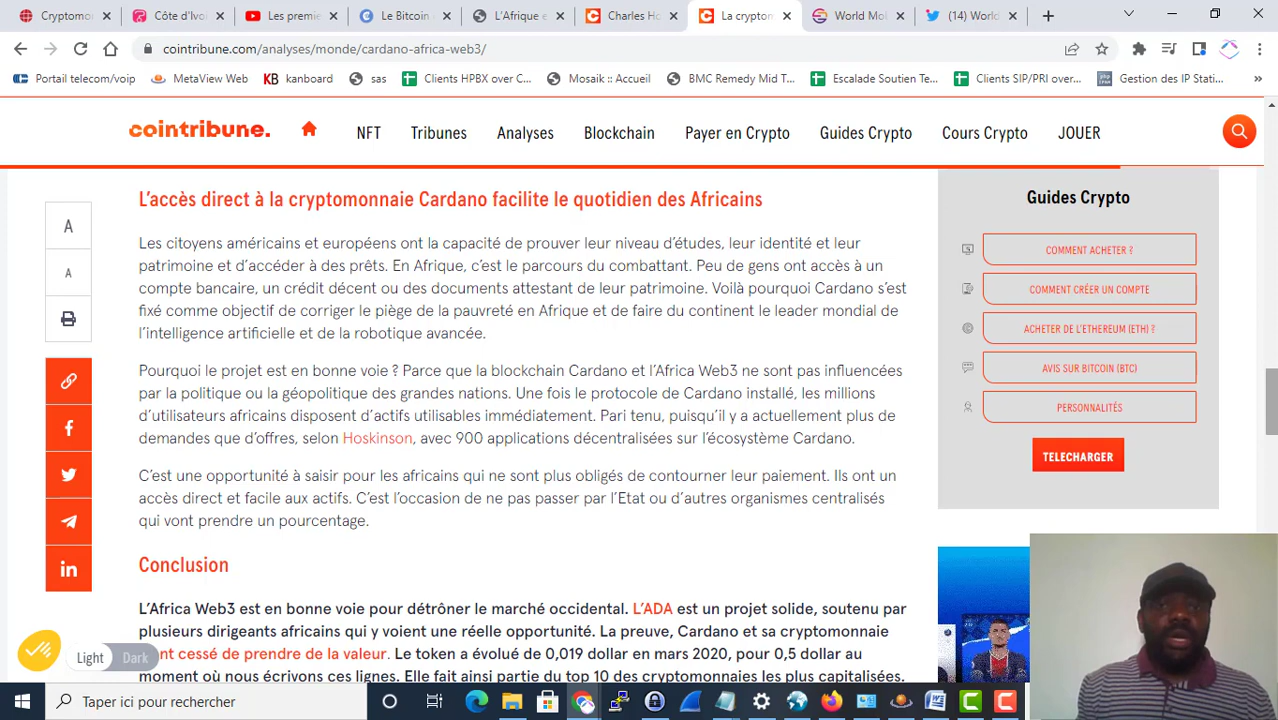 Cryptomo
Côte d'Ivo
Les premie
Le Bitcoin
L'Afrique e
Charles Ho
La crypton
World Mo
(14) World
cointribune.com/analyses/monde/cardano-africa-web3/
Portail telecom/voip
MetaView Web
KB kanboard
sas
Clients HPBX over C...
Mosaik :: Accueil
BMC Remedy Mid T...
Escalade Soutien Te...
Clients SIP/PRI over...
Gestion des IP Stati...
»
cointribune.
NFT
Tribunes
Analyses
Blockchain
Payer en Crypto
Guides Crypto
Cours Crypto
JOUER
A
A
L'accès direct à la cryptomonnaie Cardano facilite le quotidien des Africains
Les citoyens américains et européens ont la capacité de prouver leur niveau d'études, leur identité et leur
patrimoine et d'accéder à des prêts. En Afrique, c'est le parcours du combattant. Peu de gens ont accès à un
compte bancaire, un crédit décent ou des documents attestant de leur patrimoine. Voilà pourquoi Cardano s'est
fixé comme objectif de corriger le piège de la pauvreté en Afrique et de faire du continent le leader mondial de
l'intelligence artificielle et de la robotique avancée.
Pourquoi le projet est en bonne voie ? Parce que la blockchain Cardano et l'Africa Web3 ne sont pas influencées
par la politique ou la géopolitique des grandes nations. Une fois le protocole de Cardano installé, les millions
d'utilisateurs africains disposent d'actifs utilisables immédiatement. Pari tenu, puisqu'il y a actuellement plus de
demandes que d'offres, selon Hoskinson, avec 900 applications décentralisées sur l'écosystème Cardano.
C'est une opportunité à saisir pour les africains qui ne sont plus obligés de contourner leur paiement. Ils ont un
accès direct et facile aux actifs. C'est l'occasion de ne pas passer par l'Etat ou d'autres organismes centralisés
qui vont prendre un pourcentage.
Conclusion
L'Africa Web3 est en bonne voie pour détrôner le marché occidental. L'ADA est un projet solide, soutenu par
plusieurs dirigeants africains qui y voient une réelle opportunité. La preuve, Cardano et sa cryptomonnaie
nt cessé de prendre de la valeur. Le token a évolué de 0,019 dollar en mars 2020, pour 0,5 dollar au
moment où nous écrivons ces lignes. Elle fait ainsi partie du top 10 des cryptomonnaies les plus capitalisées.
Guides Crypto
COMMENT ACHETER ?
COMMENT CRÉER UN COMPTE
ACHETER DE L'ETHEREUM (ETH) ?
AVIS SUR BITCOIN (BTC)
PERSONNALITÉS
TELECHARGER
Light
Dark
Taper ici pour rechercher